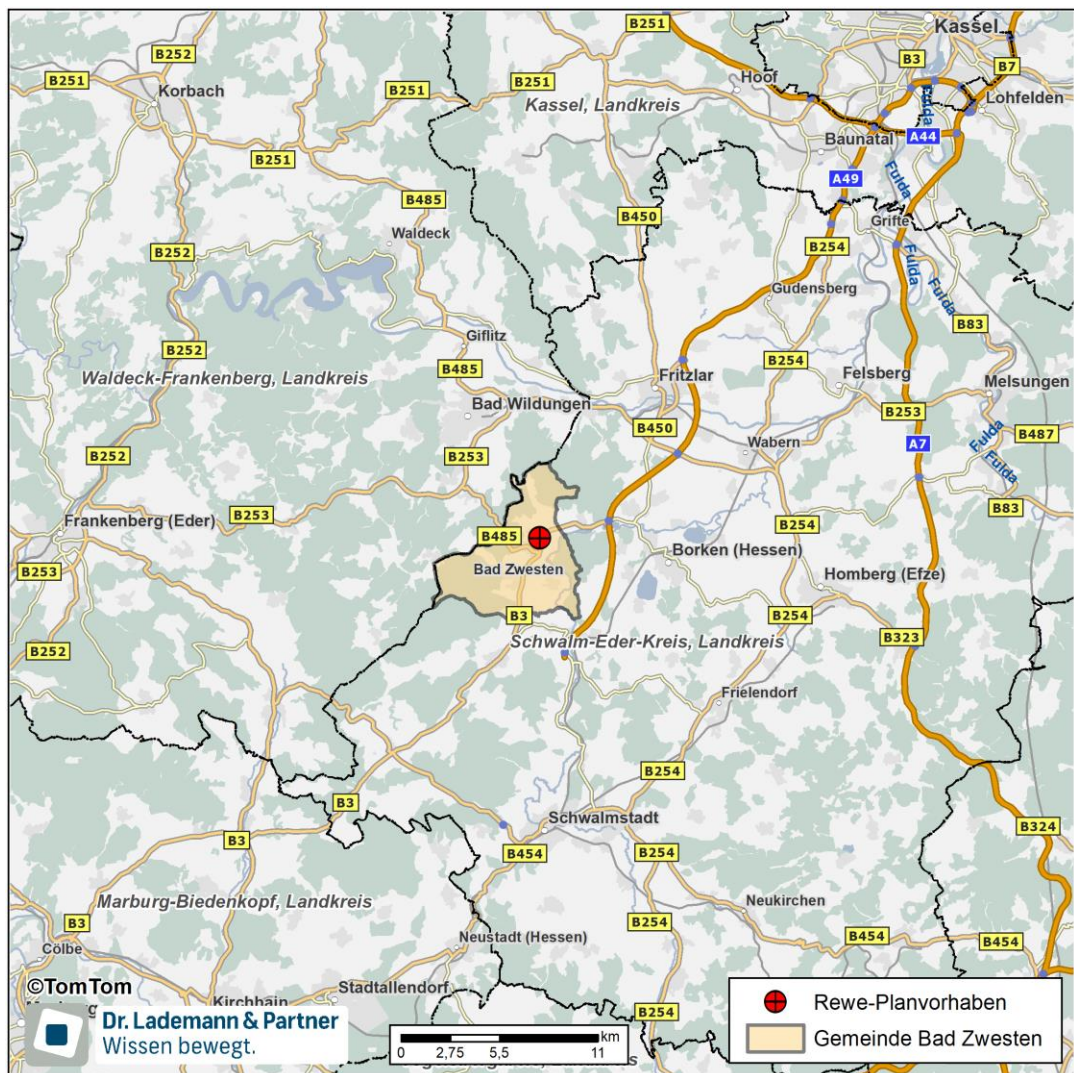 B251
Kassel
B252
B3
B7
B251
B251
Hoof
Korbach
Kassel, Landkreis
Fulda
Lohfelden
B251
Baunatal
A44
B251
A49
Fulda
B485
B450
Grifte
Waldeck
B254
B252
Fulda
Gudensberg
Fulda
B83
Giflitz
B252
B254
Waldeck-Frankenberg, Landkreis
B485
Fritzlar
Felsberg
Melsungen
Bad Wildungen
B253
B450
Fulda
B487
Wabern
A7
B252
B253
Fulda
B83
Frankenberg (Eder)
B253
B254
B485
Borken (Hessen)
B253
Bad Zwesten
Homberg (Efze)
B3
B254
B323
Schwalm-Eder-Kreis, Landkreis
B252
Frielendorf
B254
B3
Schwalmstadt
B324
B3
B454
B254
Marburg-Biedenkopf, Landkreis
Neukirchen
B3
B254
Neustadt (Hessen)
B454
B454
Cölbe
©TomTom
Stadtallendorf
Kirchhain
Rewe-Planvorhaben
B254
Dr. Lademann & Partner
Wissen bewegt.
km
0 2,75 5,5 11
Gemeinde Bad Zwesten